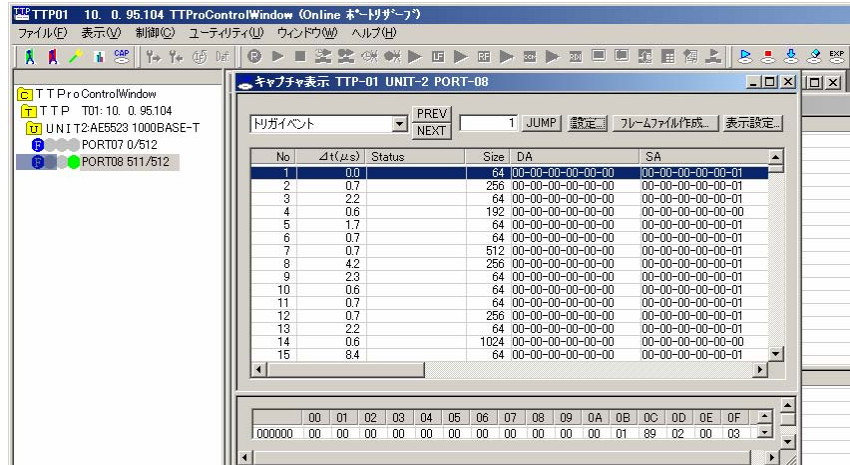 TTP01 10. 0. 95.104 TTProControlWindow (Online ﾎﾟｰﾄﾘｻﾞｰﾌﾞ)
ファイル(F) 表示(V) 制御(C) ユーティリティ(U) ウィンドウ(W) ヘルプ(H)
CAP EXP
TTProControlWindow
TTP T01: 10. 0. 95.104
UNIT2:AE5523 1000BASE-T
PORT07 0/512
PORT08 511/512
キャプチャ表示 TTP-01 UNIT-2 PORT-08
トリガイベント PREV NEXT 1 JUMP 設定... フレームファイル作成... 表示設定...
No ⊿t(μs) Status Size DA SA
1 0.0 64 00-00-00-00-00-00 00-00-00-00-00-01
2 0.7 256 00-00-00-00-00-00 00-00-00-00-00-01
3 2.2 64 00-00-00-00-00-00 00-00-00-00-00-01
4 0.6 192 00-00-00-00-00-00 00-00-00-00-00-00
5 1.7 64 00-00-00-00-00-00 00-00-00-00-00-01
6 0.7 64 00-00-00-00-00-00 00-00-00-00-00-01
7 0.7 512 00-00-00-00-00-00 00-00-00-00-00-01
8 4.2 256 00-00-00-00-00-00 00-00-00-00-00-01
9 2.3 64 00-00-00-00-00-00 00-00-00-00-00-01
10 0.6 64 00-00-00-00-00-00 00-00-00-00-00-01
11 0.7 64 00-00-00-00-00-00 00-00-00-00-00-01
12 0.7 256 00-00-00-00-00-00 00-00-00-00-00-01
13 2.2 64 00-00-00-00-00-00 00-00-00-00-00-01
14 0.6 1024 00-00-00-00-00-00 00-00-00-00-00-00
15 8.4 64 00-00-00-00-00-00 00-00-00-00-00-01
00 01 02 03 04 05 06 07 08 09 0A 0B 0C 0D 0E 0F
000000 00 00 00 00 00 00 00 00 00 00 00 01 89 02 00 03